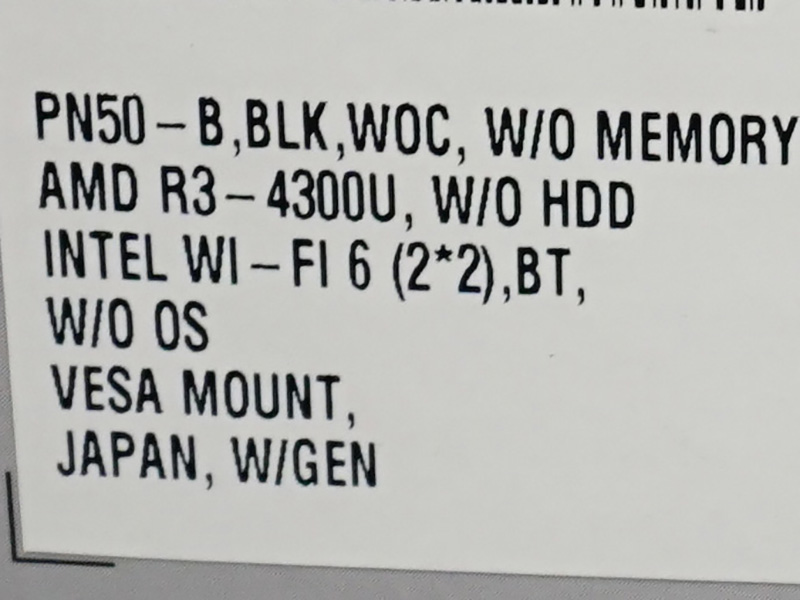 PN50-B,BLK,WOC, W/O MEMORY
AMD R3-4300U, W/O HDD
INTEL WI-FI 6 (2*2),BT,
W/O OS
VESA MOUNT,
JAPAN, W/GEN